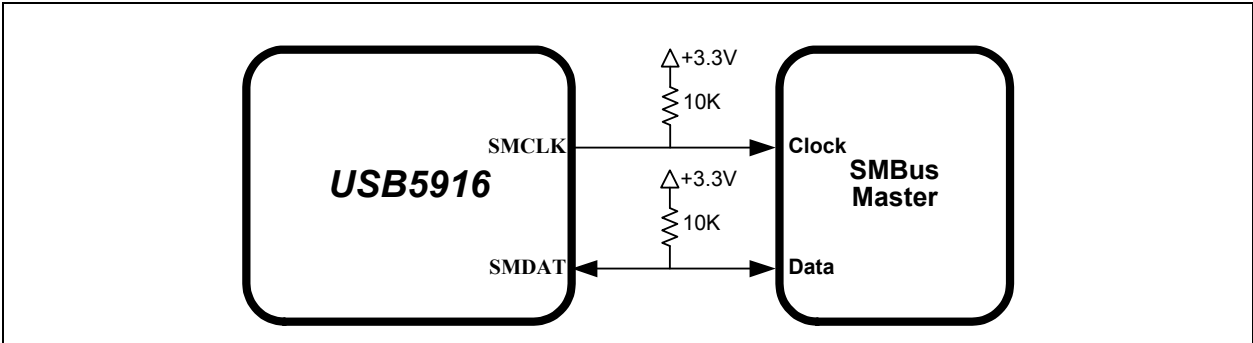 +3.3V
10K
SMCLK
Clock
USB5916
SMBus
Master
+3.3V
10K
SMDAT
Data